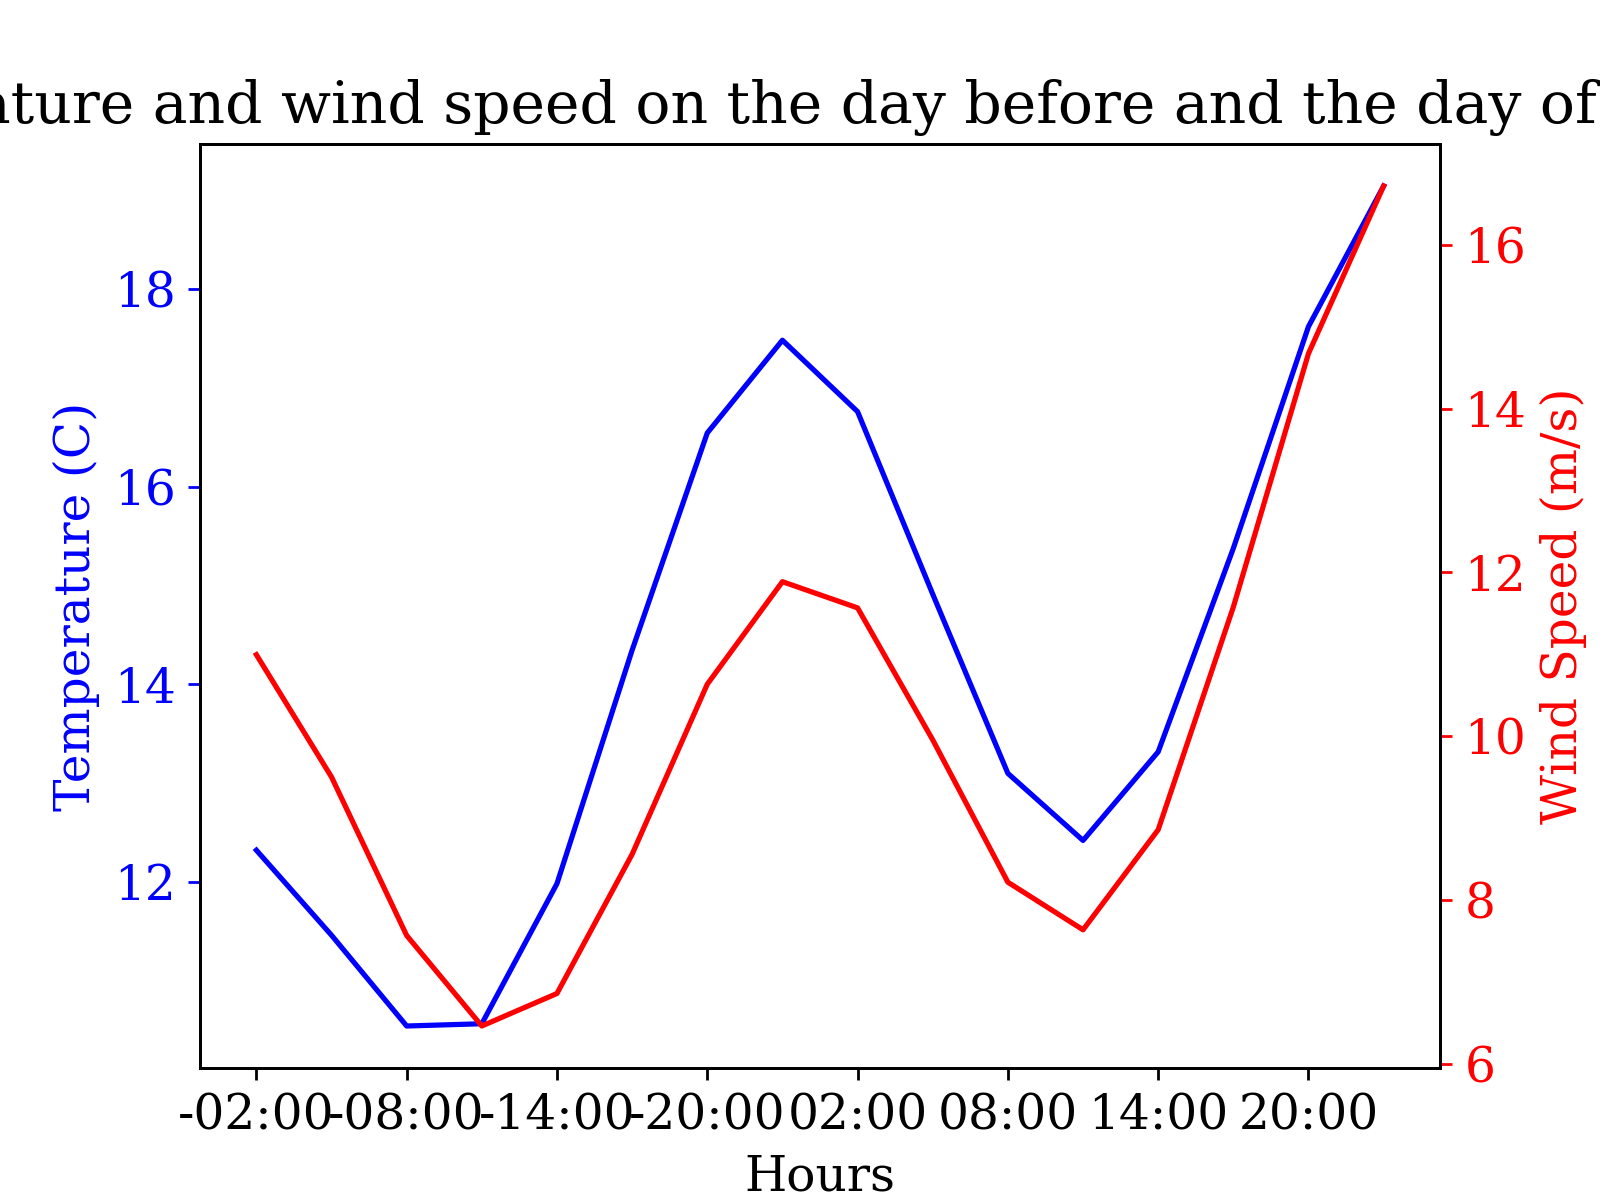 ature and wind speed on the day before and the day of
Temperature (C)
18
16
14
12
16
14
12
10
8
6
Wind Speed (m/s)
-02:00 -08:00 -14:00 -20:00 02:00 08:00 14:00 20:00
Hours